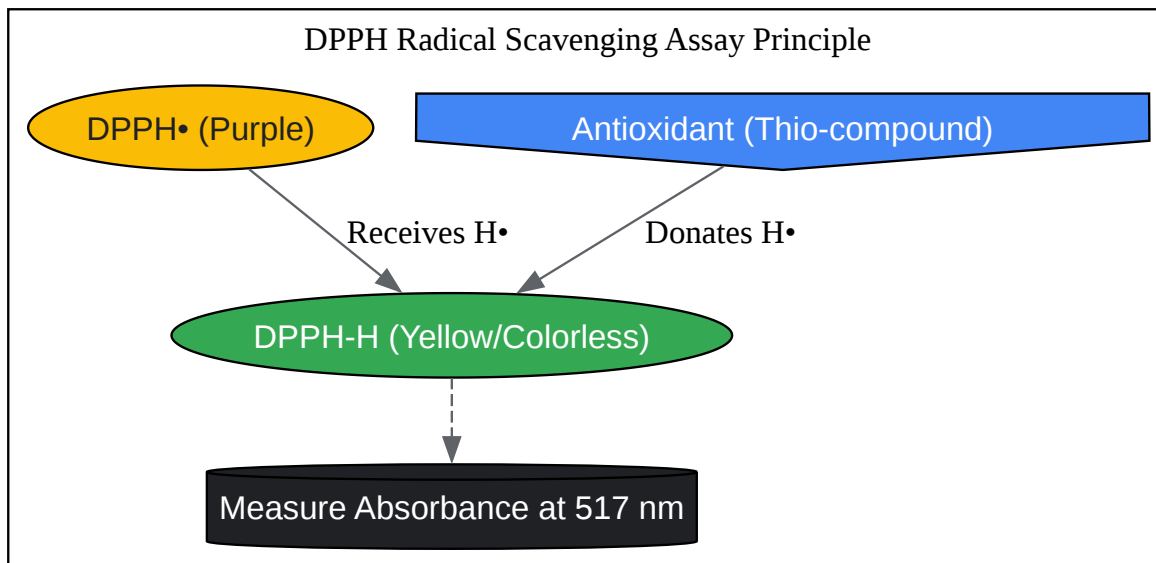 DPPH Radical Scavenging Assay Principle
DPPH• (Purple)
Antioxidant (Thio-compound)
Receives H•
Donates H•
DPPH-H (Yellow/Colorless)
Measure Absorbance at 517 nm